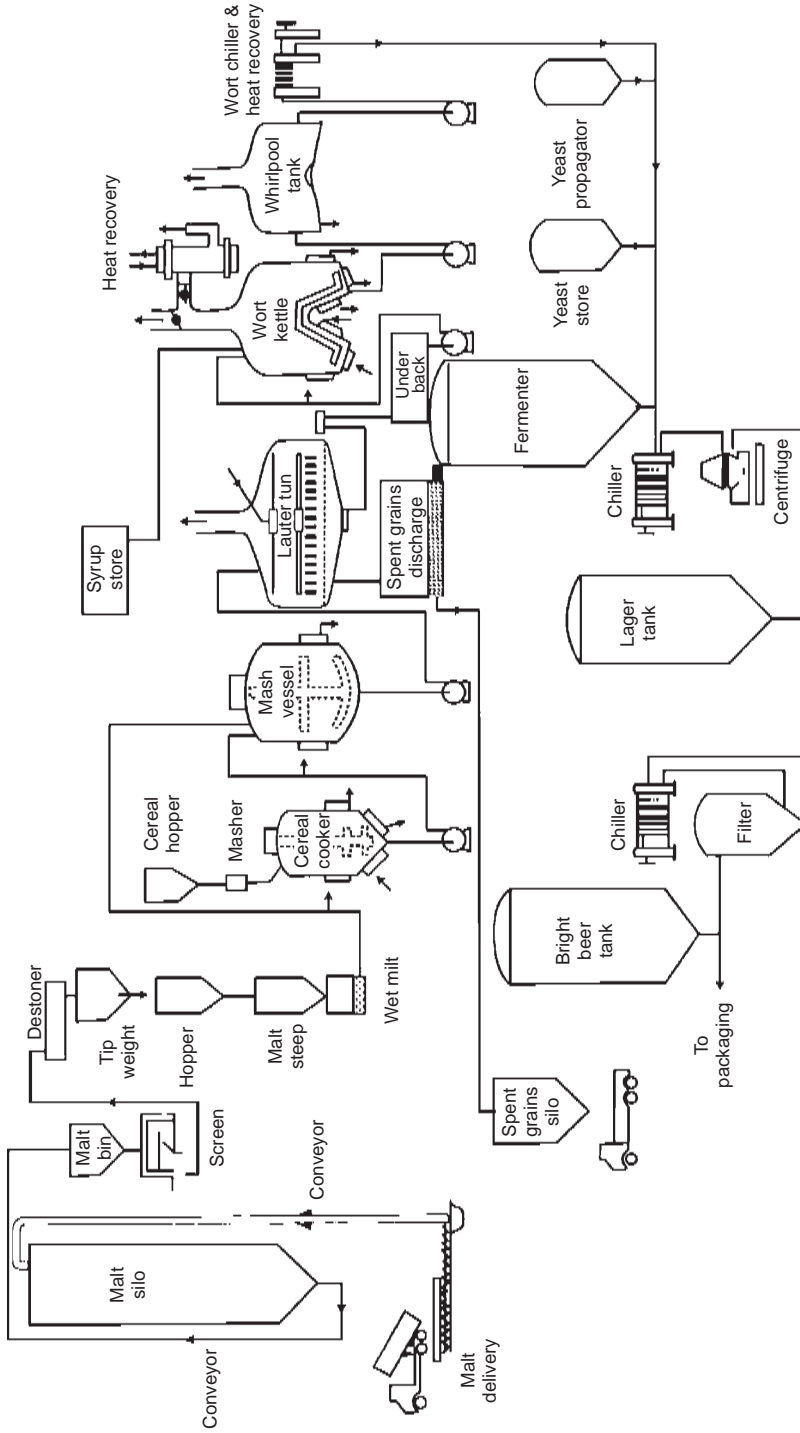 Malt
delivery
Conveyor
Conveyor
Malt
silo
Malt
bin
Screen
Destoner
Tip
weight
Hopper
Malt
steep
Wet milt
Cereal
hopper
Masher
Cereal
cooker
Mash
vessel
Lauter tun
Syrup
store
Spent grains
discharge
Under
back
Wort
kettle
Heat recovery
Whirlpool
tank
Wort chiller &
heat recovery
Yeast
propagator
Yeast
store
Fermenter
Chiller
Centrifuge
Lager
tank
Chiller
Filter
Bright
beer
tank
To
packaging
Spent
grains
silo